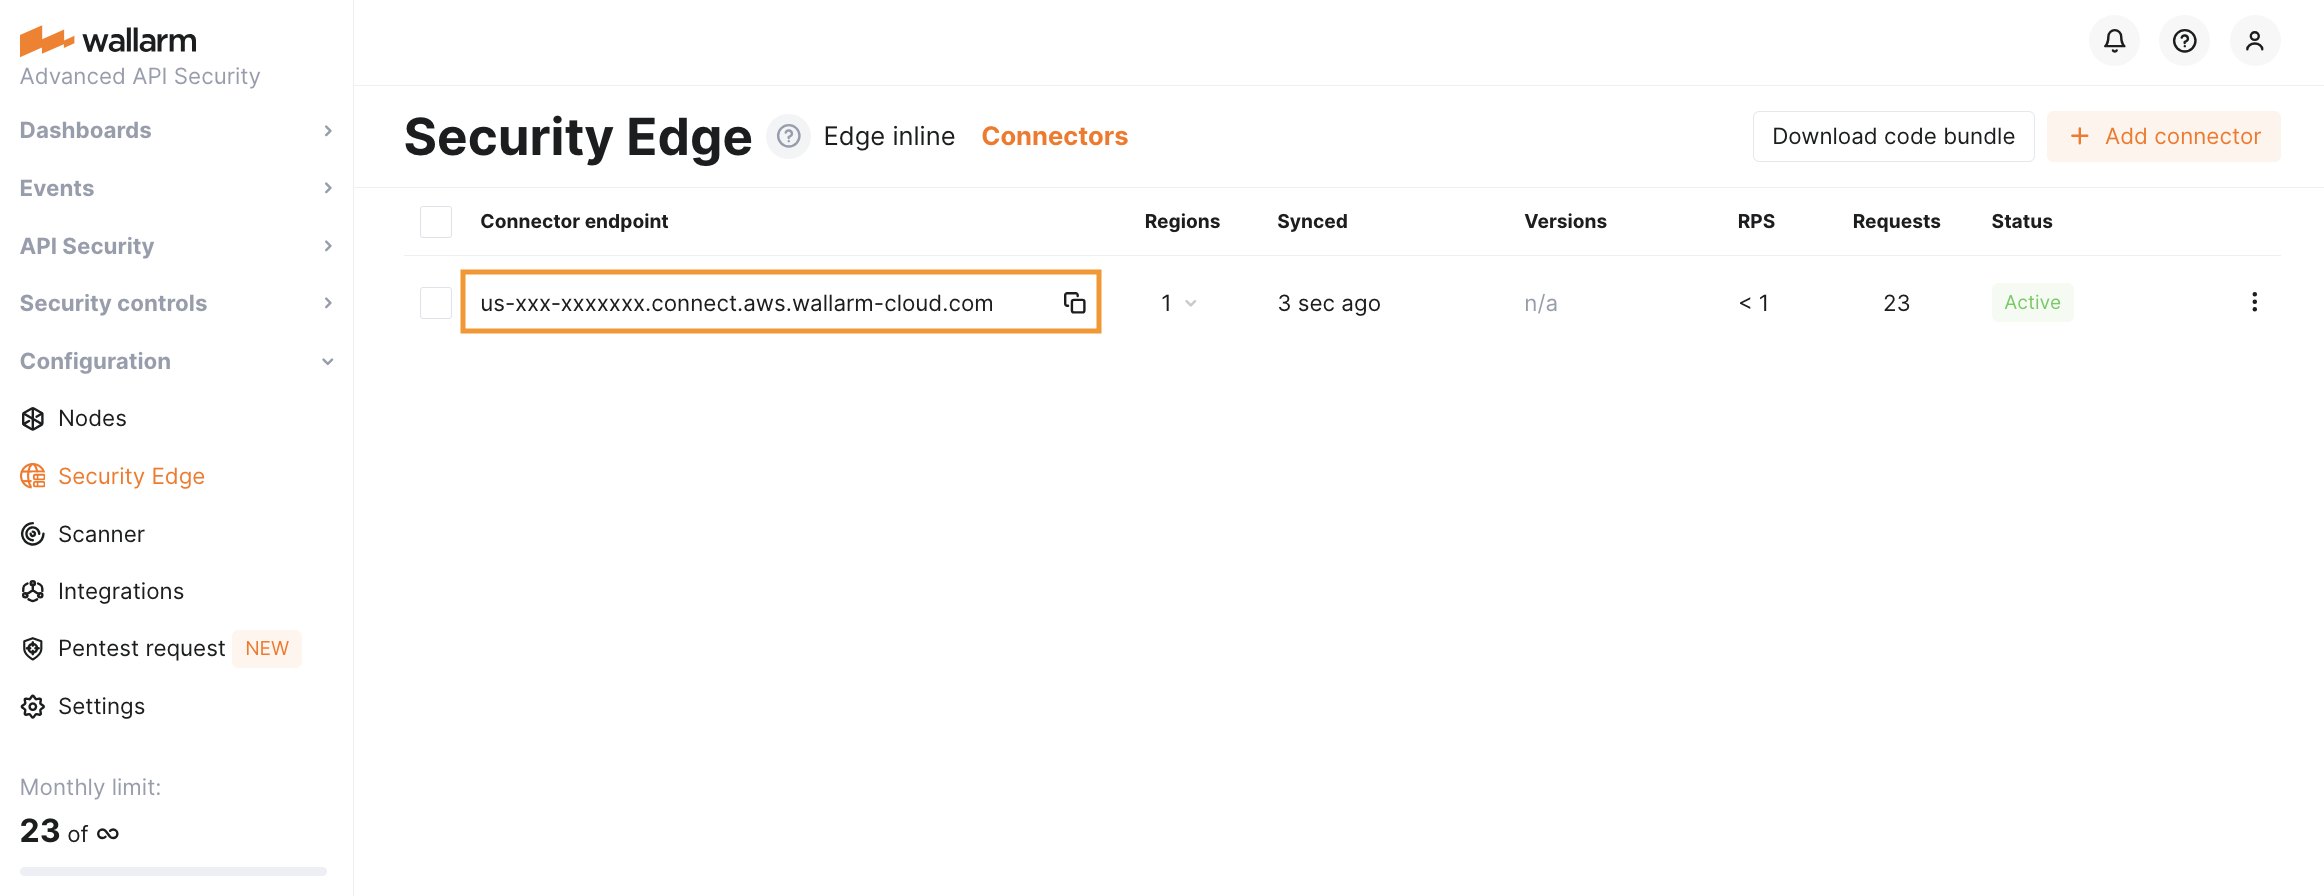 wallarm
Advanced API Security
Dashboards
Events
API Security
Security controls
Configuration
Nodes
Security Edge
Scanner
Integrations
Pentest request NEW
Settings
Monthly limit:
23 of ∞
Security Edge ? Edge inline Connectors Download code bundle + Add connector
Connector endpoint Regions Synced Versions RPS Requests Status
us-xxx-xxxxxxx.connect.aws.wallarm-cloud.com 1 3 sec ago n/a < 1 23 Active